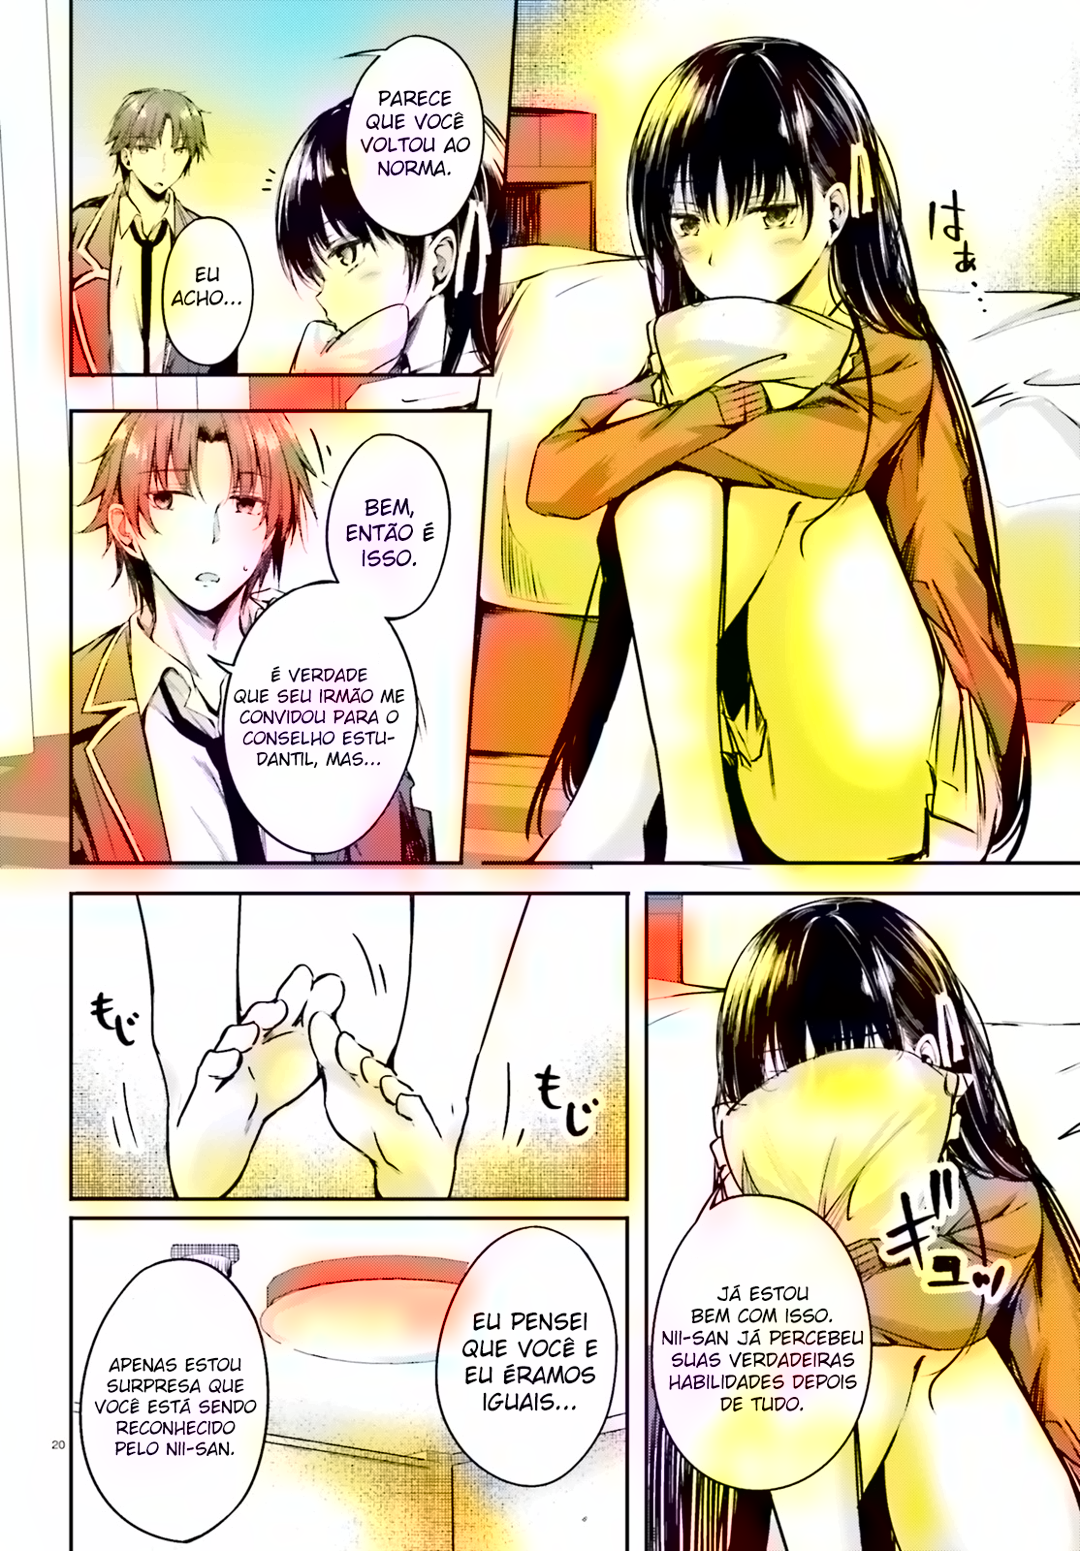 はぁ...
PARECE
QUE VOCÊ
VOLTOU AO
NORMA.
EU
ACHO...
BEM,
ENTÃO É
ISSO.
É VERDADE
QUE SEU IRMÃO ME
CONVIDOU PARA O
CONSELHO ESTU-
DANTIL, MAS...
もじ
もじ
ギュッ
JÁ ESTOU
BEM COM ISSO.
NII-SAN JÁ PERCEBEU
SUAS VERDADEIRAS
HABILIDADES DEPOIS
DE TUDO.
EU PENSEI
QUE VOCÊ E
EU ÉRAMOS
IGUAIS...
APENAS ESTOU
SURPRESA QUE
VOCÊ ESTÁ SENDO
RECONHECIDO
PELO NII-SAN.
20